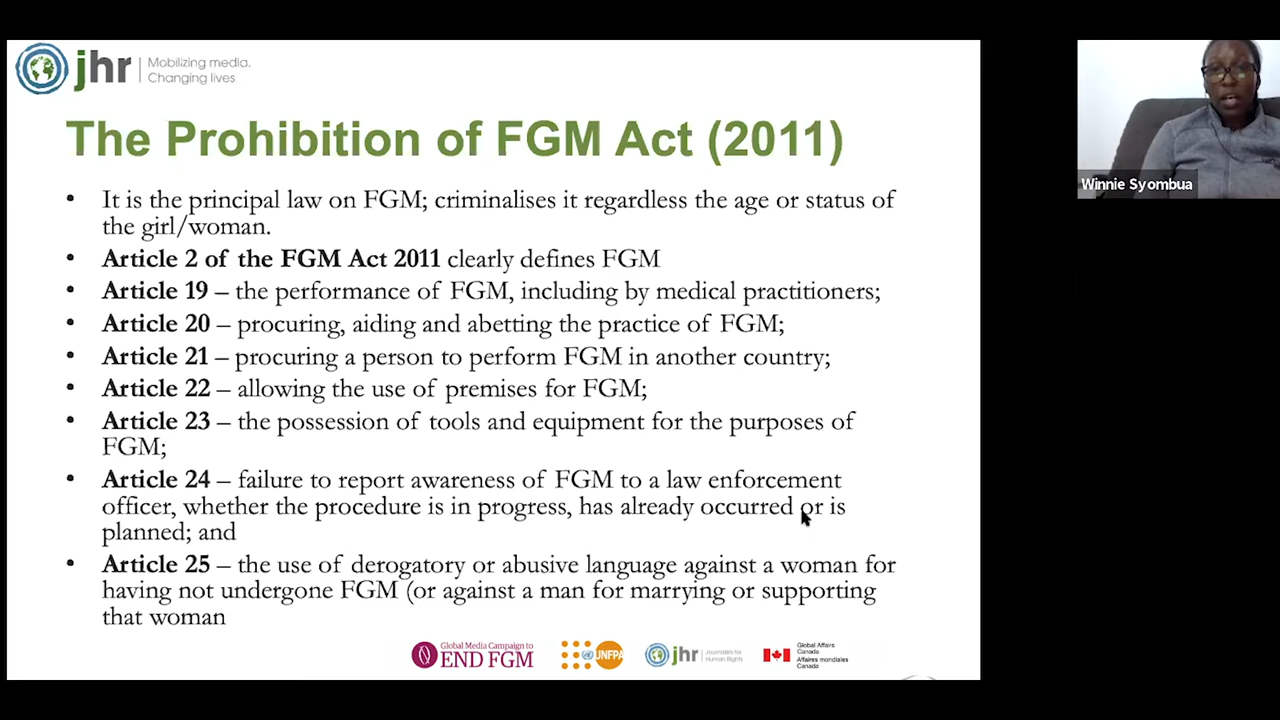 jhr
Mobilizing media.
Changing lives.
The Prohibition of FGM Act (2011)
• It is the principal law on FGM; criminalises it regardless the age or status of
the girl/woman.
• Article 2 of the FGM Act 2011 clearly defines FGM
• Article 19 – the performance of FGM, including by medical practitioners;
• Article 20 – procuring, aiding and abetting the practice of FGM;
• Article 21 – procuring a person to perform FGM in another country;
• Article 22 – allowing the use of premises for FGM;
• Article 23 – the possession of tools and equipment for the purposes of
FGM;
• Article 24 – failure to report awareness of FGM to a law enforcement
officer, whether the procedure is in progress, has already occurred or is
planned; and
• Article 25 – the use of derogatory or abusive language against a woman for
having not undergone FGM (or against a man for marrying or supporting
that woman
Global Media Campaign to
END FGM
UNFPA
jhr
Journalists for
Human Rights
Global Affairs
Canada
Affaires mondiales
Canada
Winnie Syombua